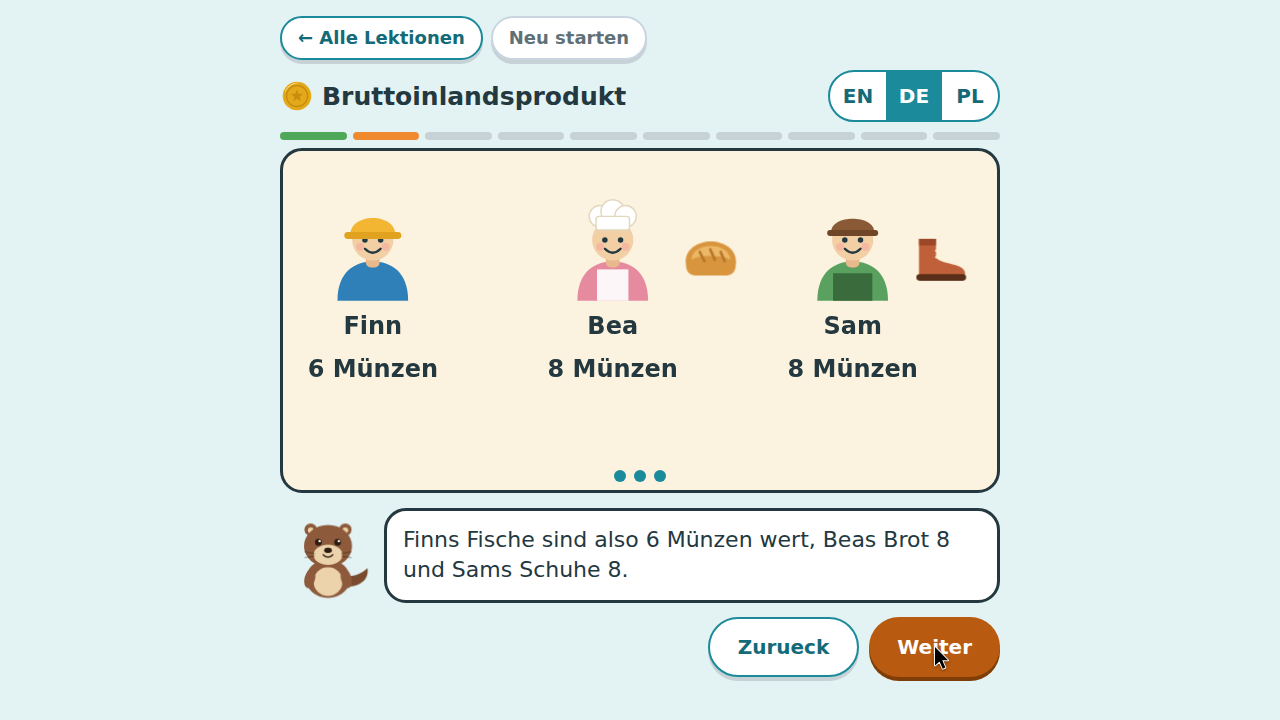 ← Alle Lektionen
Neu starten
Bruttoinlandsprodukt
EN DE PL
Finn
Bea
Sam
6 Münzen
8 Münzen
8 Münzen
Finns Fische sind also 6 Münzen wert, Beas Brot 8
und Sams Schuhe 8.
Zurueck
Weiter